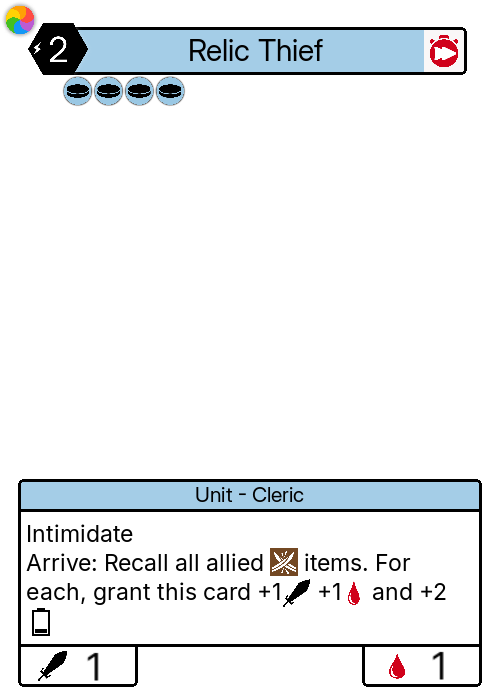 2
Relic Thief
Unit - Cleric
Intimidate
Arrive: Recall all allied items. For
each, grant this card +1 +1 and +2
1
1